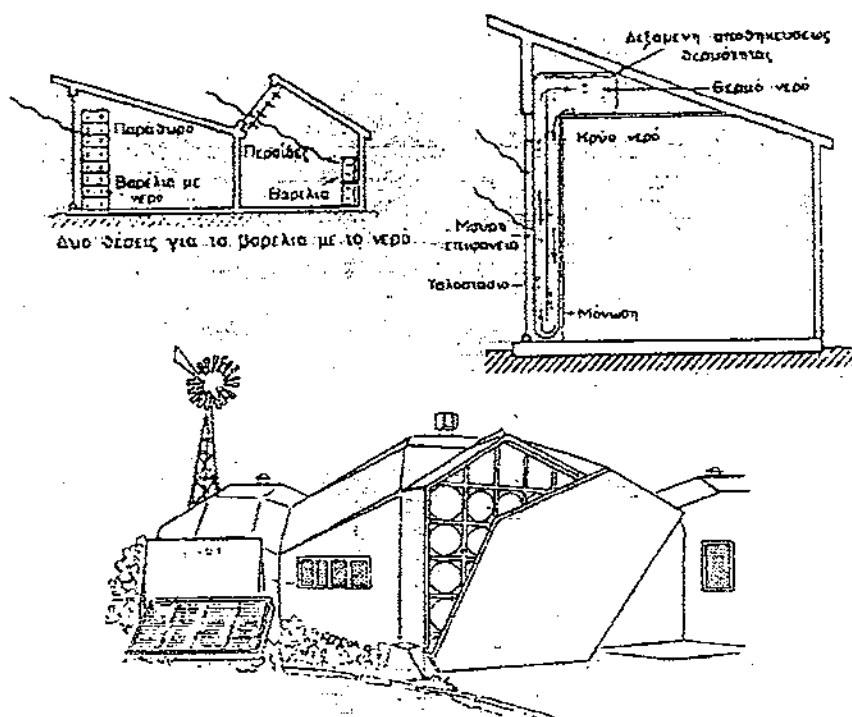 Παράθυρο
Βαρέλια με
νερό
Περσίδες
Βαρέλια
Δυο θέσεις για τα βαρέλια με το νερό
Δεξαμενή αποθηκεύσεως
θερμότητας
Θερμό νερό
Κρύο νερό
Μαύρη
επιφάνεια
Υαλοστάσιο
Μόνωση